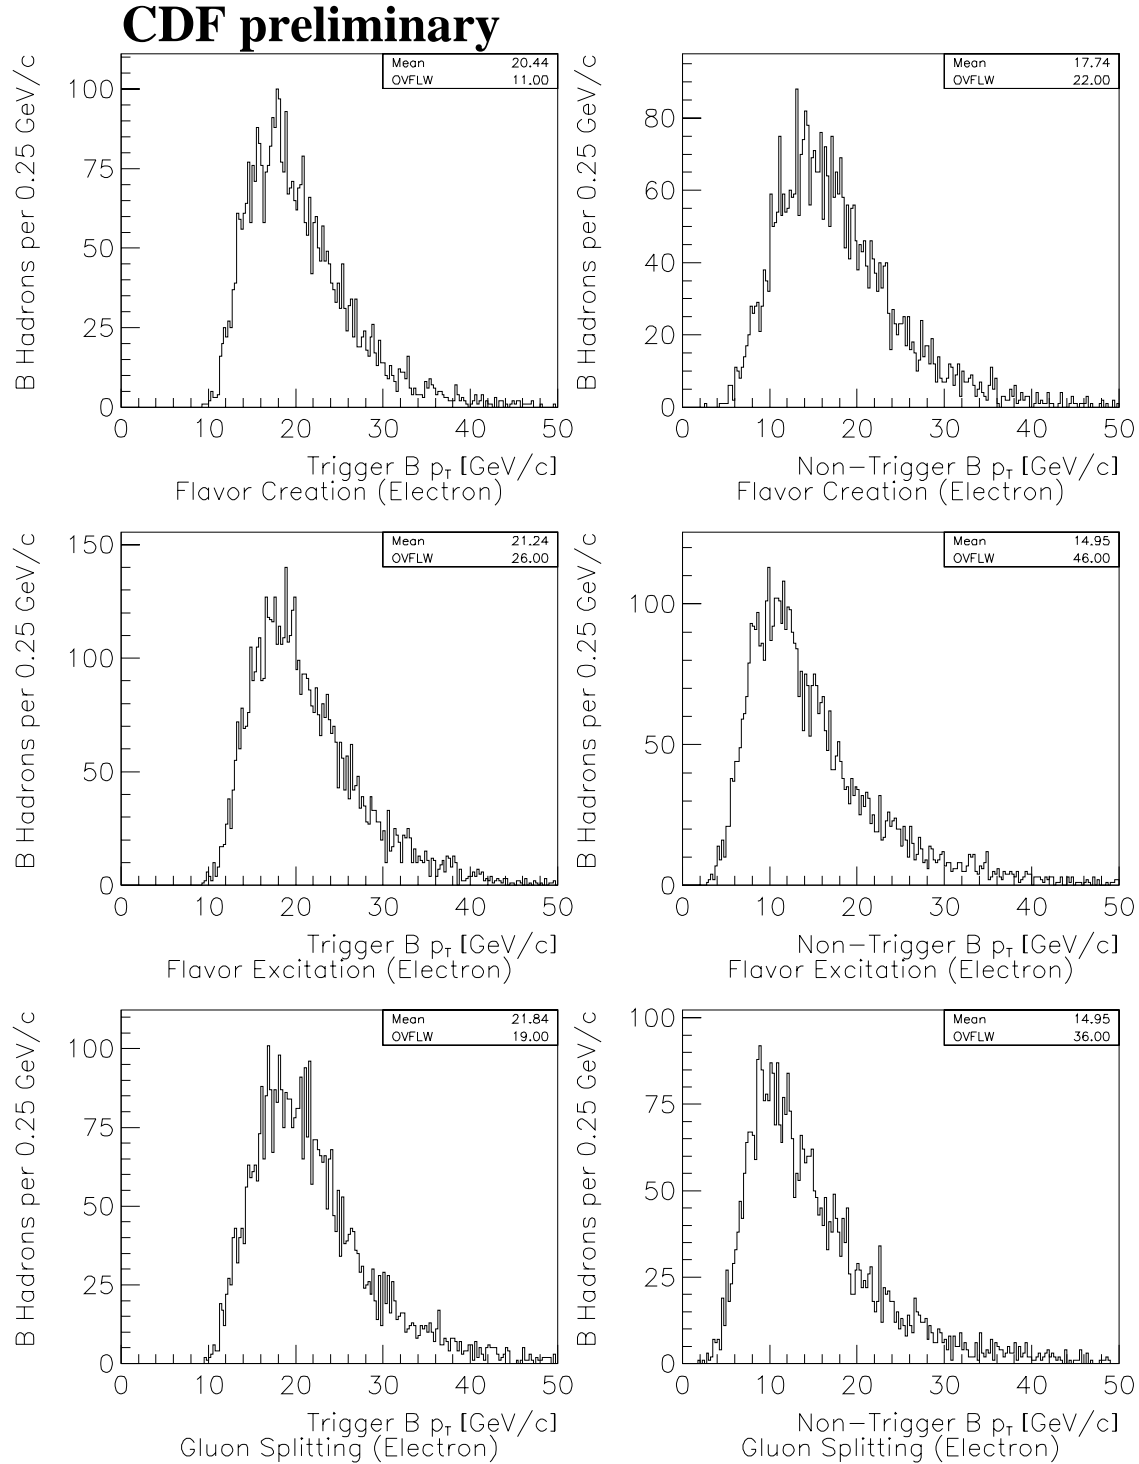 CDF preliminary
B Hadrons per 0.25 GeV/c
Mean 20.44
OVFLW 11.00
100
75
50
25
0
0 10 20 30 40 50
Trigger B pT [GeV/c]
Flavor Creation (Electron)
B Hadrons per 0.25 GeV/c
Mean 17.74
OVFLW 22.00
80
60
40
20
0
0 10 20 30 40 50
Non-Trigger B pT [GeV/c]
Flavor Creation (Electron)
B Hadrons per 0.25 GeV/c
Mean 21.24
OVFLW 26.00
150
100
50
0
0 10 20 30 40 50
Trigger B pT [GeV/c]
Flavor Excitation (Electron)
B Hadrons per 0.25 GeV/c
Mean 14.95
OVFLW 46.00
100
50
0
0 10 20 30 40 50
Non-Trigger B pT [GeV/c]
Flavor Excitation (Electron)
B Hadrons per 0.25 GeV/c
Mean 21.84
OVFLW 19.00
100
75
50
25
0
0 10 20 30 40 50
Trigger B pT [GeV/c]
Gluon Splitting (Electron)
B Hadrons per 0.25 GeV/c
Mean 14.95
OVFLW 36.00
100
75
50
25
0
0 10 20 30 40 50
Non-Trigger B pT [GeV/c]
Gluon Splitting (Electron)